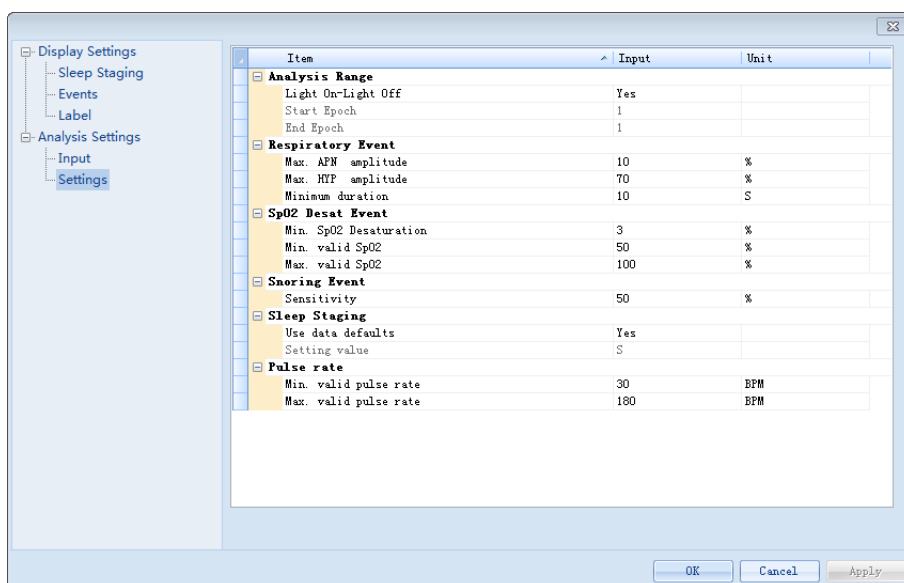 Display Settings
Sleep Staging
Events
Label
Analysis Settings
Input
Settings
Item Input Unit
Analysis Range
Light On-Light Off Yes
Start Epoch 1
End Epoch 1
Respiratory Event
Max. APN amplitude 10 %
Max. HYP amplitude 70 %
Minimum duration 10 S
SpO2 Desat Event
Min. SpO2 Desaturation 3 %
Min. valid SpO2 50 %
Max. valid SpO2 100 %
Snoring Event
Sensitivity 50 %
Sleep Staging
Use data defaults Yes
Setting value S
Pulse rate
Min. valid pulse rate 30 BPM
Max. valid pulse rate 180 BPM
OK Cancel Apply